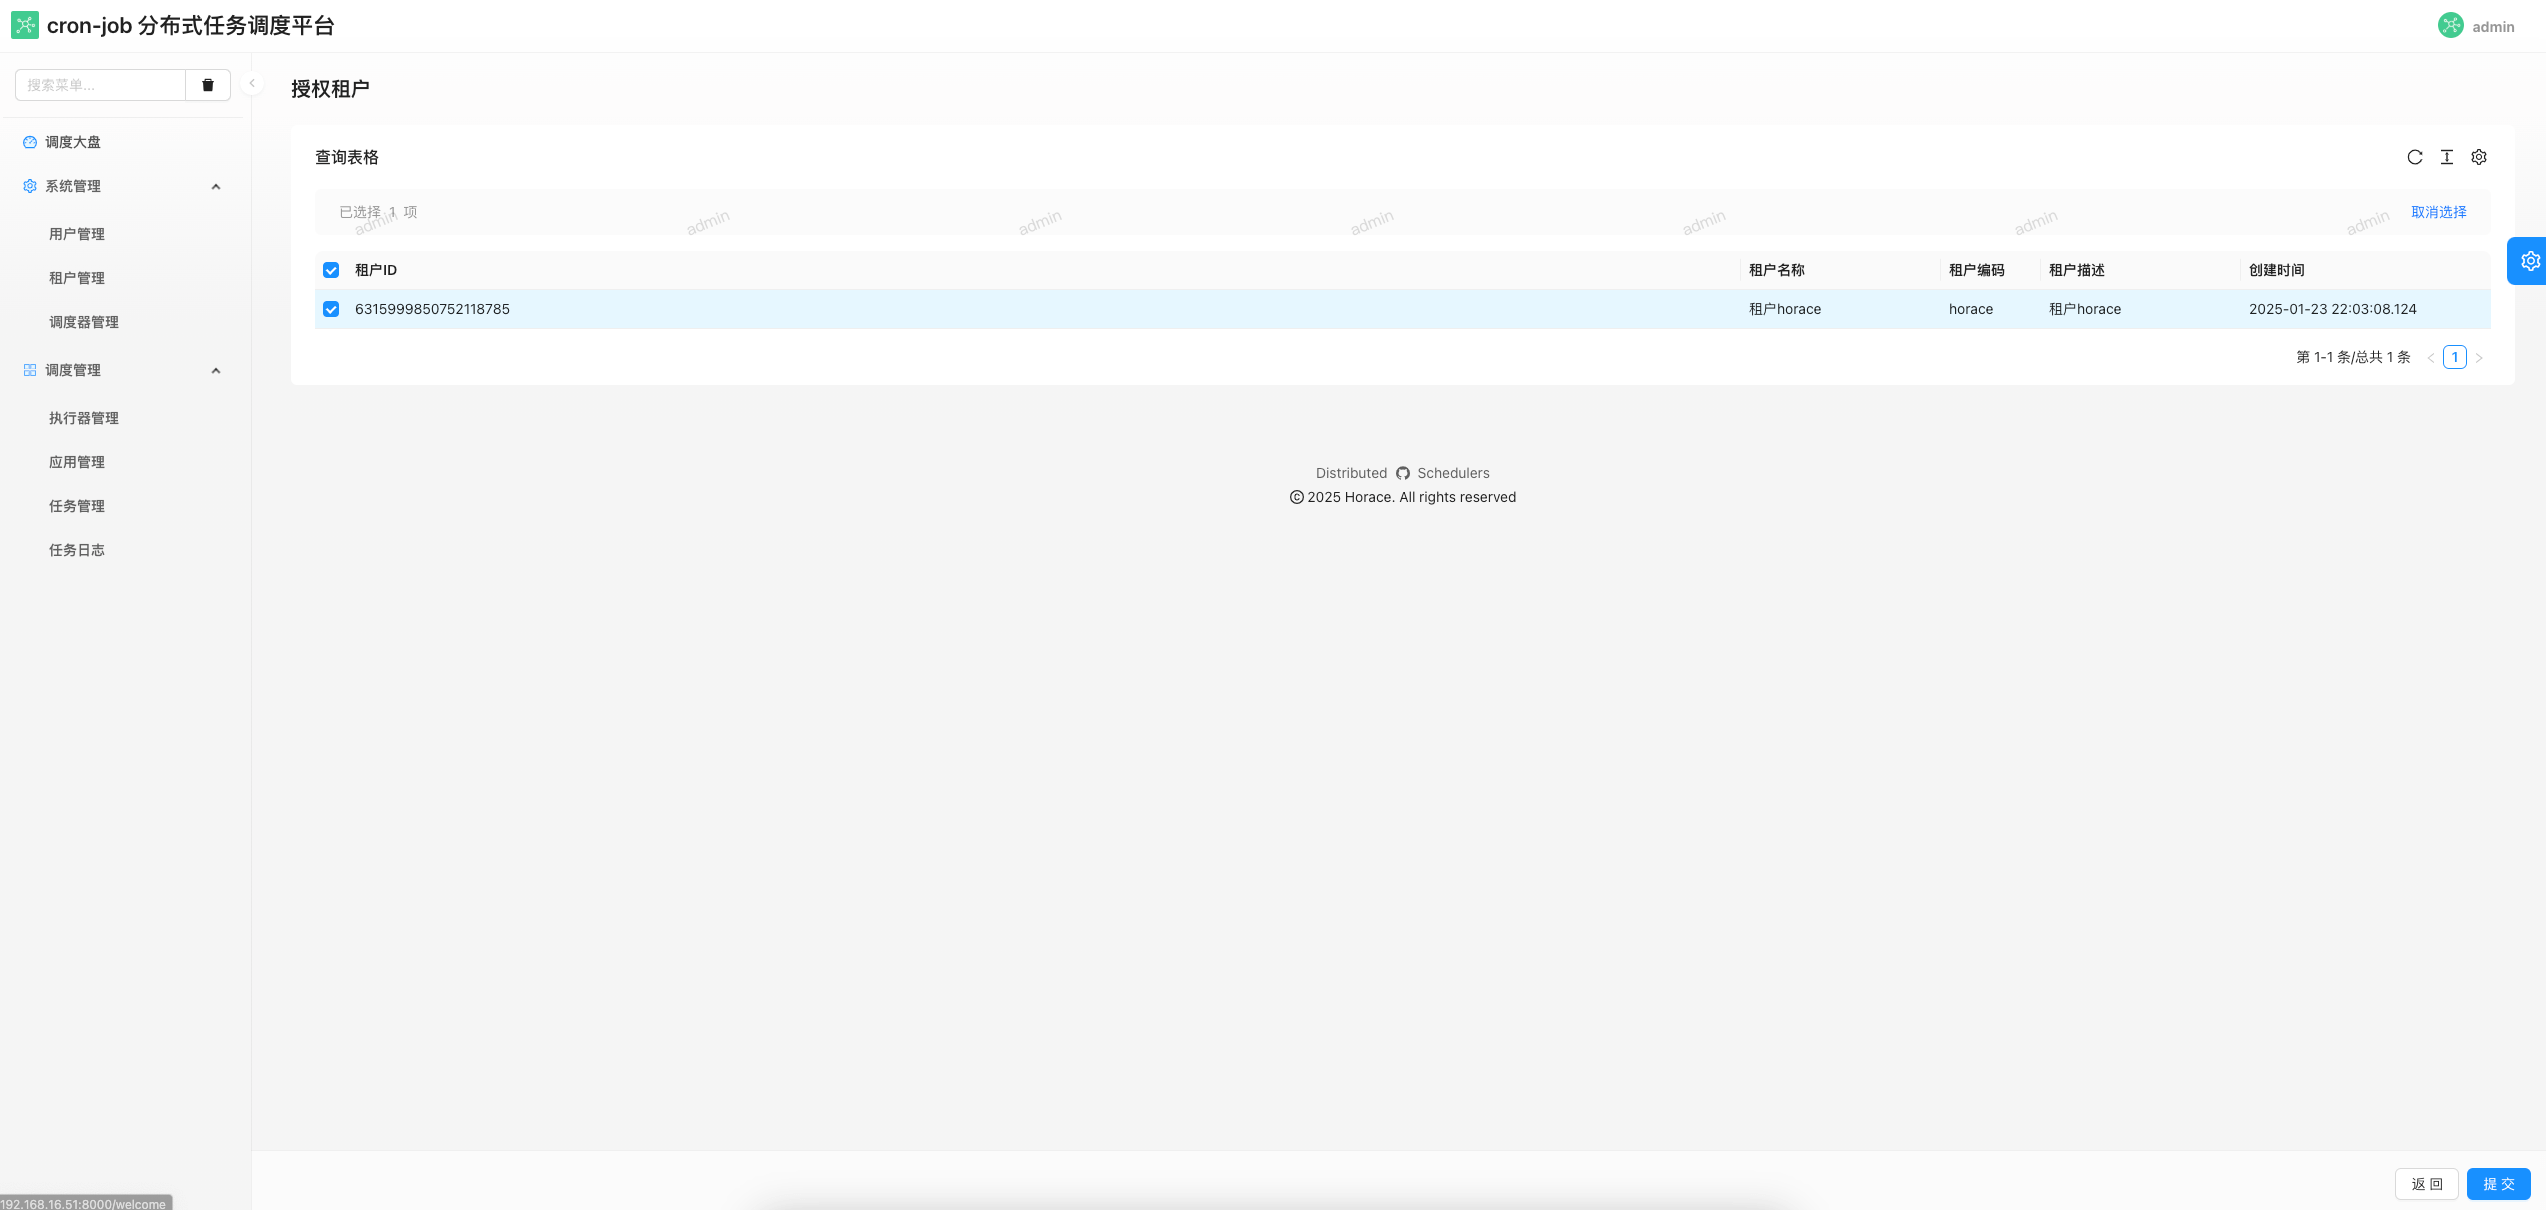 cron-job 分布式任务调度平台
admin
搜索菜单...
调度大盘
系统管理
用户管理
租户管理
调度器管理
调度管理
执行器管理
应用管理
任务管理
任务日志
授权租户
查询表格
已选择 1 项
取消选择
admin admin admin admin admin admin admin
租户ID 租户名称 租户编码 租户描述 创建时间
6315999850752118785 租户horace horace 租户horace 2025-01-23 22:03:08.124
第 1-1 条/总共 1 条 1
Distributed Schedulers
© 2025 Horace. All rights reserved
返 回 提 交
192.168.16.51:8000/welcome